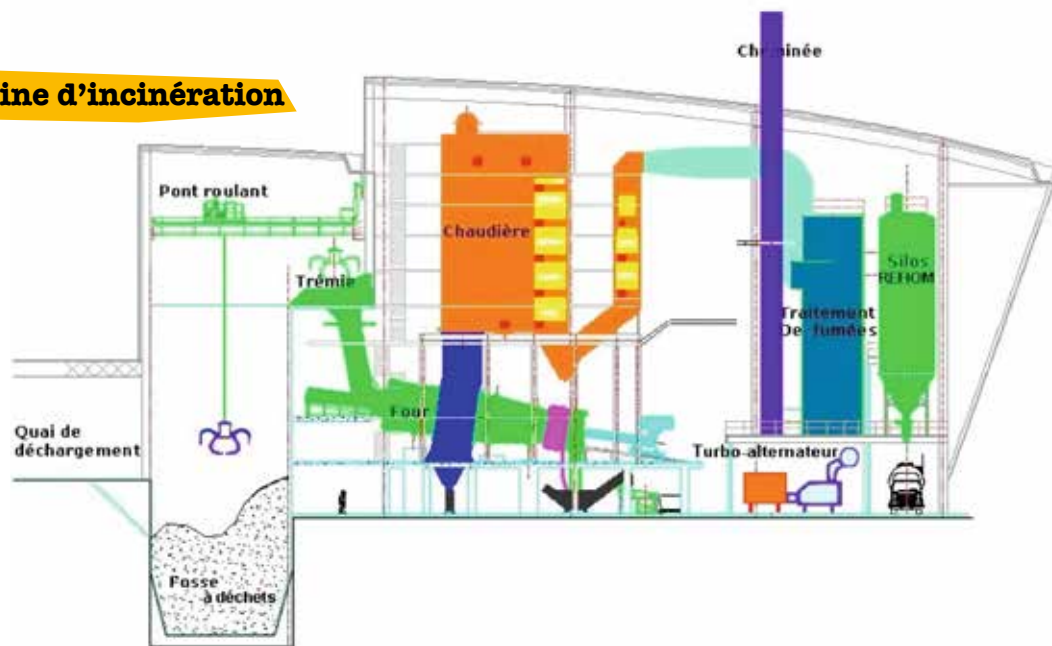 ine d'incinération
Cheminée
Pont roulant
Chaudière
Trémie
Silos
REFIOM
Traitement
De fumées
Four
Quai de
déchargement
Turbo-alternateur
Fosse
à déchets